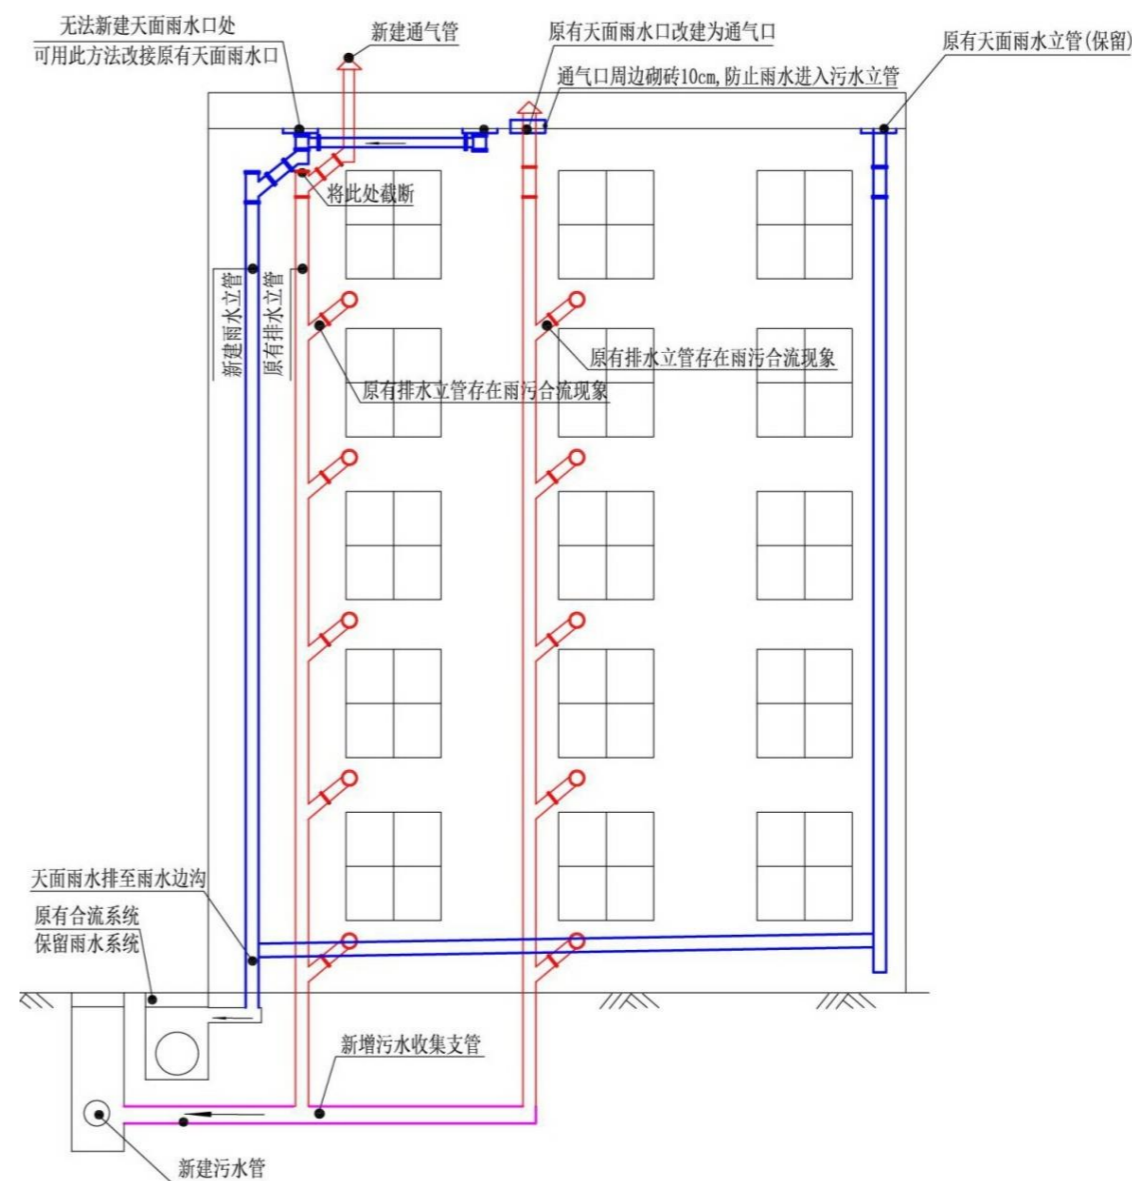 无法新建天面雨水口处
可用此方法改接原有天面雨水口
新建通气管
原有天面雨水口改建为通气口
通气口周边砌砖10cm,防止雨水进入污水立管
原有天面雨水立管(保留)
将此处截断
新建雨水立管
原有排水立管
原有排水立管存在雨污合流现象
原有排水立管存在雨污合流现象
天面雨水排至雨水边沟
原有合流系统
保留雨水系统
新增污水收集支管
新建污水管